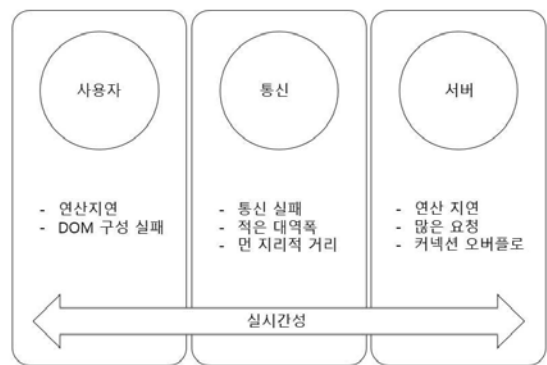 사용자
통신
서버
- 연산지연
- DOM 구성 실패
- 통신 실패
- 적은 대역폭
- 먼 지리적 거리
- 연산 지연
- 많은 요청
- 커넥션 오버플로
실시간성